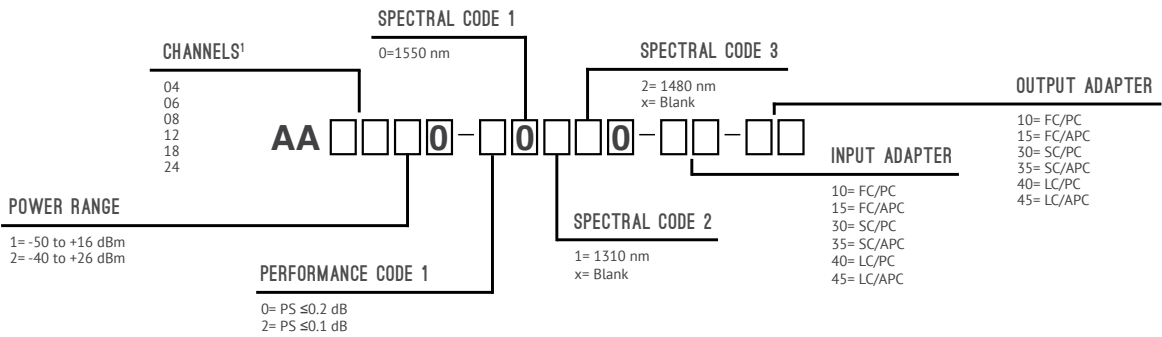 SPECTRAL CODE 1
0=1550 nm
CHANNELS¹
04
06
08
12
18
24
SPECTRAL CODE 3
2= 1480 nm
x= Blank
OUTPUT ADAPTER
10= FC/PC
15= FC/APC
30= SC/PC
35= SC/APC
40= LC/PC
45= LC/APC
AA 0 - 0 0 - -
INPUT ADAPTER
10= FC/PC
15= FC/APC
30= SC/PC
35= SC/APC
40= LC/PC
45= LC/APC
POWER RANGE
1= -50 to +16 dBm
2= -40 to +26 dBm
SPECTRAL CODE 2
1= 1310 nm
x= Blank
PERFORMANCE CODE 1
0= PS ≤0.2 dB
2= PS ≤0.1 dB